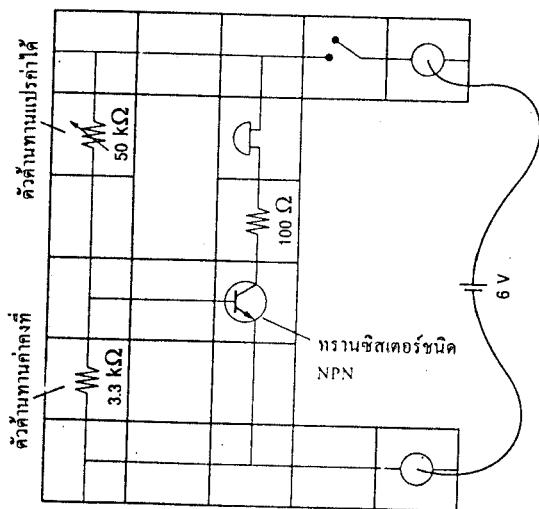 ตัวต้านทานค่าคงที่
3.3 kΩ
ตัวต้านทานแปรค่าได้
50 kΩ
100 Ω
ทรานซิสเตอร์ชนิด
NPN
6 V